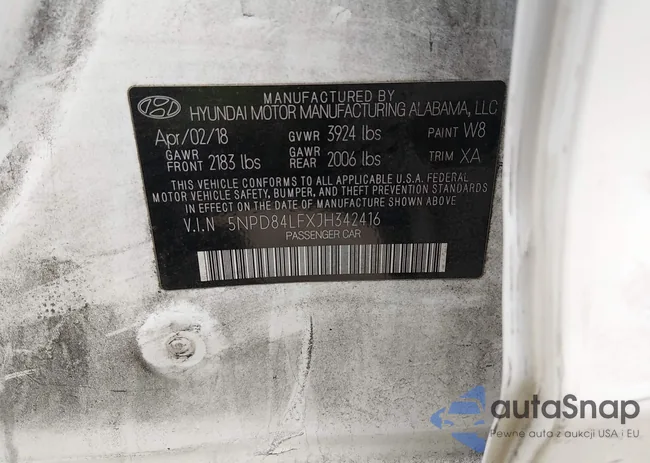 MANUFACTURED BY
HYUNDAI MOTOR MANUFACTURING ALABAMA, LLC
Apr/02/18 GVWR 3924 lbs PAINT W8
GAWR FRONT 2183 lbs GAWR REAR 2006 lbs TRIM XA
THIS VEHICLE CONFORMS TO ALL APPLICABLE U.S.A. FEDERAL
MOTOR VEHICLE SAFETY, BUMPER, AND THEFT PREVENTION STANDARDS
IN EFFECT ON THE DATE OF MANUFACTURE SHOWN ABOVE
V.I.N 5NPD84LFXJH342416
PASSENGER CAR
autaSnap
Pewne auta z aukcji USA i EU